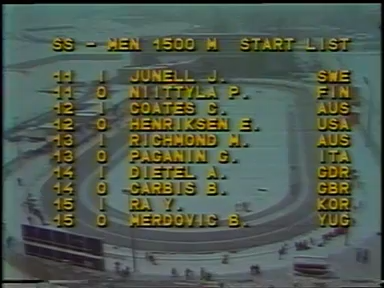 SS - MEN 1500 M START LIST
11 I JUNELL J. SWE
11 O NIITTYLA P. FIN
12 I COATES C. AUS
12 O HENRIKSEN E. USA
13 I RICHMOND M. AUS
13 O PAGANIN G. ITA
14 I DIETEL A. GDR
14 O CARBIS B. GBR
15 I RA Y. KOR
15 O MERDOVIC B. YUG